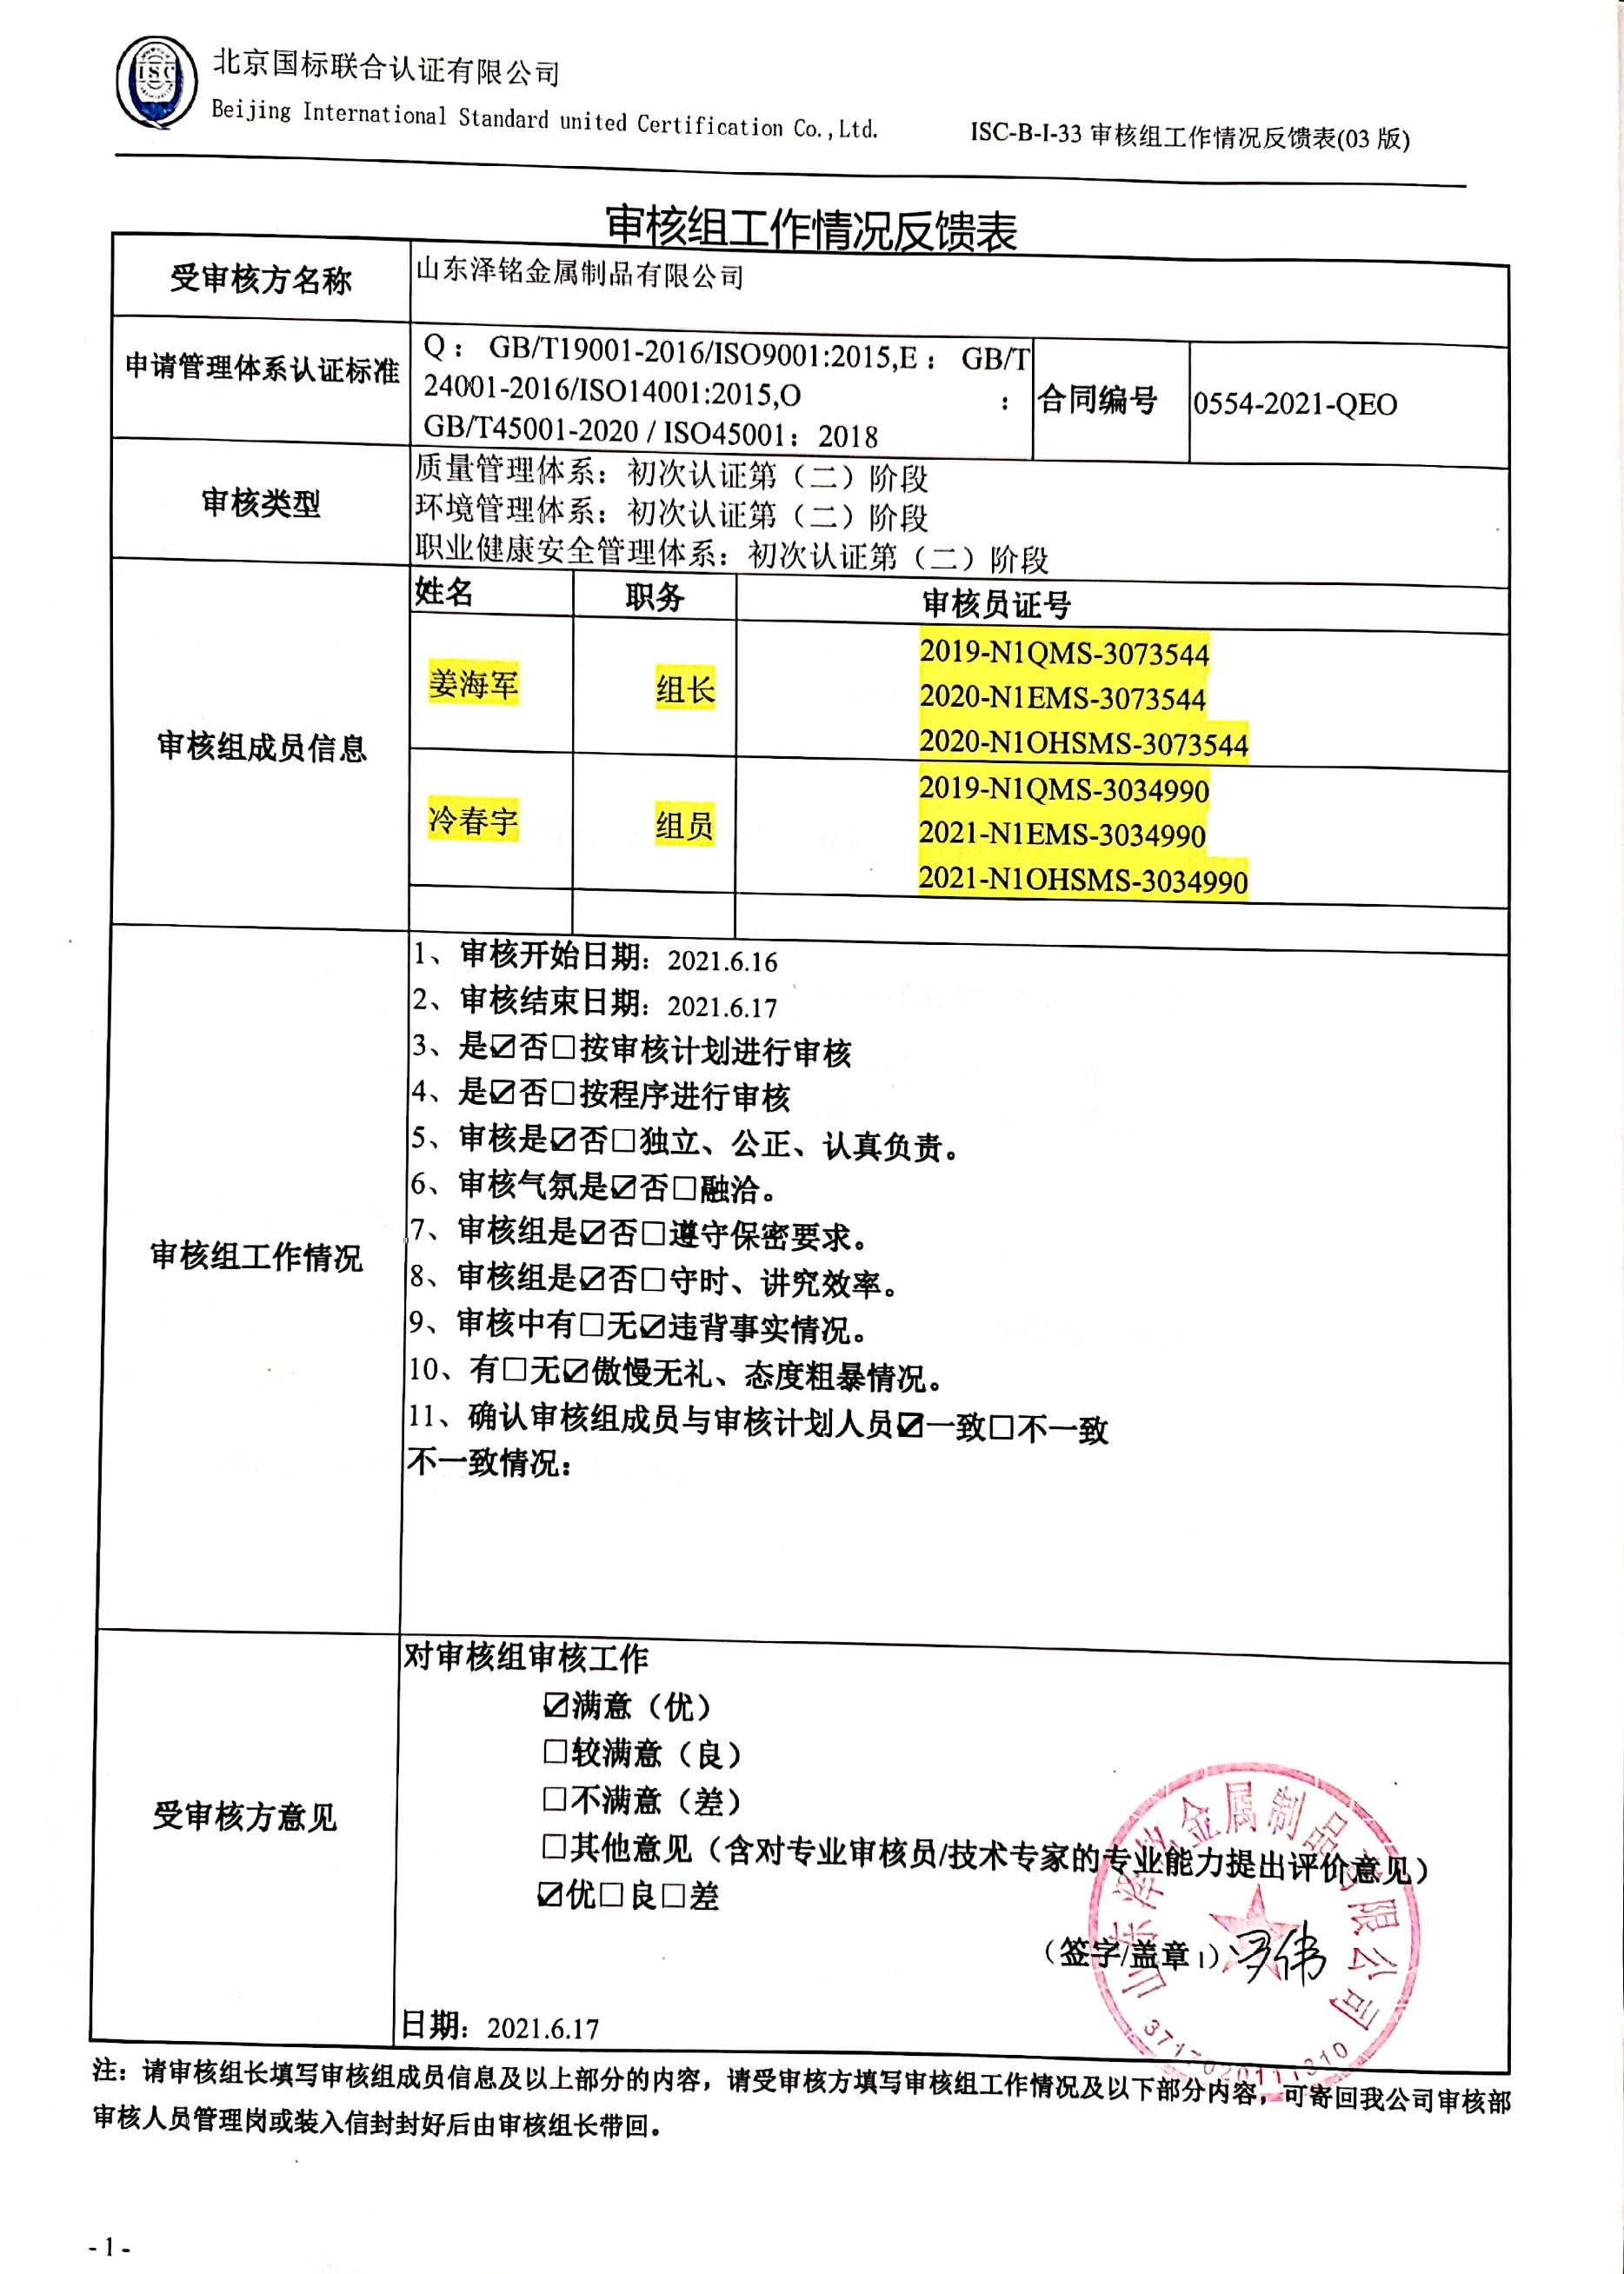 ISC
北京国标联合认证有限公司
Beijing International Standard united Certification Co.,Ltd.
ISC-B-I-33 审核组工作情况反馈表(03 版)
审核组工作情况反馈表
受审核方名称
山东泽铭金属制品有限公司
申请管理体系认证标准
Q： GB/T19001-2016/ISO9001:2015,E： GB/T
24001-2016/ISO14001:2015,O ：
GB/T45001-2020 / ISO45001：2018
合同编号
0554-2021-QEO
审核类型
质量管理体系：初次认证第（二）阶段
环境管理体系：初次认证第（二）阶段
职业健康安全管理体系：初次认证第（二）阶段
审核组成员信息
姓名 职务 审核员证号
姜海军 组长
2019-N1QMS-3073544
2020-N1EMS-3073544
2020-N1OHSMS-3073544
冷春宇 组员
2019-N1QMS-3034990
2021-N1EMS-3034990
2021-N1OHSMS-3034990
审核组工作情况
1、审核开始日期：2021.6.16
2、审核结束日期：2021.6.17
3、是☑否□按审核计划进行审核
4、是☑否□按程序进行审核
5、审核是☑否□独立、公正、认真负责。
6、审核气氛是☑否□融洽。
7、审核组是☑否□遵守保密要求。
8、审核组是☑否□守时、讲究效率。
9、审核中有□无☑违背事实情况。
10、有□无☑傲慢无礼、态度粗暴情况。
11、确认审核组成员与审核计划人员☑一致□不一致
不一致情况：
受审核方意见
对审核组审核工作
☑满意（优）
□较满意（良）
□不满意（差）
□其他意见（含对专业审核员/技术专家的专业能力提出评价意见）
☑优□良□差
（签字/盖章）
山东泽铭金属制品有限公司
日期：2021.6.17
注：请审核组长填写审核组成员信息及以上部分的内容，请受审核方填写审核组工作情况及以下部分内容，可寄回我公司审核部
审核人员管理岗或装入信封封好后由审核组长带回。
- 1 -